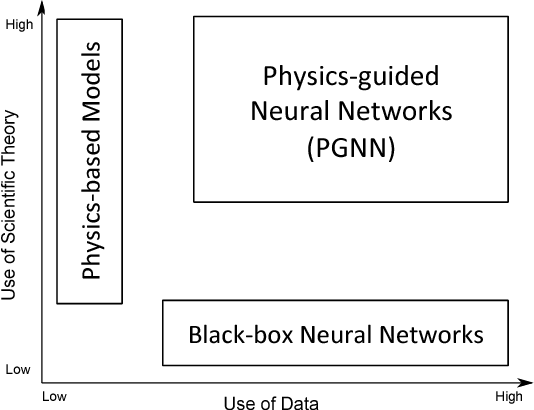 High
Use of Scientific Theory
Physics-based Models
Physics-guided
Neural Networks
(PGNN)
Black-box Neural Networks
Low
Low
Use of Data
High